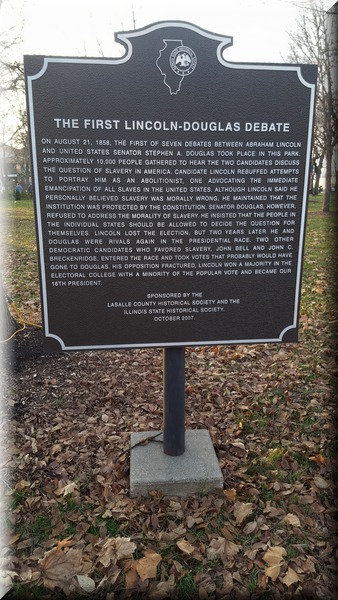 THE FIRST LINCOLN-DOUGLAS DEBATE
ON AUGUST 21, 1858, THE FIRST OF SEVEN DEBATES BETWEEN ABRAHAM LINCOLN
AND UNITED STATES SENATOR STEPHEN A. DOUGLAS TOOK PLACE IN THIS PARK.
APPROXIMATELY 10,000 PEOPLE GATHERED TO HEAR THE TWO CANDIDATES DISCUSS
THE QUESTION OF SLAVERY IN AMERICA. CANDIDATE LINCOLN REBUFFED ATTEMPTS
TO PORTRAY HIM AS AN ABOLITIONIST, ONE ADVOCATING THE IMMEDIATE
EMANCIPATION OF ALL SLAVES IN THE UNITED STATES. ALTHOUGH LINCOLN SAID HE
PERSONALLY BELIEVED SLAVERY WAS MORALLY WRONG, HE MAINTAINED THAT THE
INSTITUTION WAS PROTECTED BY THE CONSTITUTION. SENATOR DOUGLAS, HOWEVER,
REFUSED TO ADDRESS THE MORALITY OF SLAVERY. HE INSISTED THAT THE PEOPLE IN
THE INDIVIDUAL STATES SHOULD BE ALLOWED TO DECIDE THE QUESTION FOR
THEMSELVES. LINCOLN LOST THE ELECTION, BUT TWO YEARS LATER HE AND
DOUGLAS WERE RIVALS AGAIN IN THE PRESIDENTIAL RACE. TWO OTHER
DEMOCRATIC CANDIDATES WHO FAVORED SLAVERY, JOHN BELL AND JOHN C.
BRECKENRIDGE, ENTERED THE RACE AND TOOK VOTES THAT PROBABLY WOULD HAVE
GONE TO DOUGLAS. HIS OPPOSITION FRACTURED, LINCOLN WON A MAJORITY IN THE
ELECTORAL COLLEGE WITH A MINORITY OF THE POPULAR VOTE AND BECAME OUR
16TH PRESIDENT.
SPONSORED BY THE
LASALLE COUNTY HISTORICAL SOCIETY AND THE
ILLINOIS STATE HISTORICAL SOCIETY.
OCTOBER 2007.